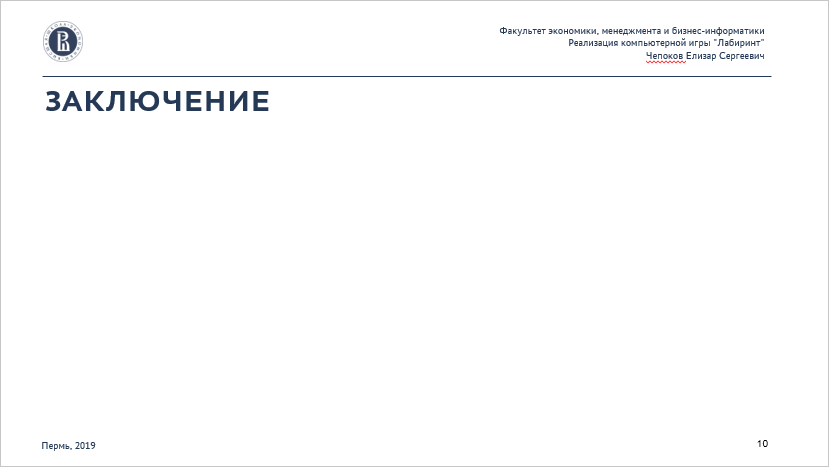 Факультет экономики, менеджмента и бизнес-информатики
Реализация компьютерной игры "Лабиринт"
Чепоков Елизар Сергеевич
ЗАКЛЮЧЕНИЕ
Пермь, 2019
10